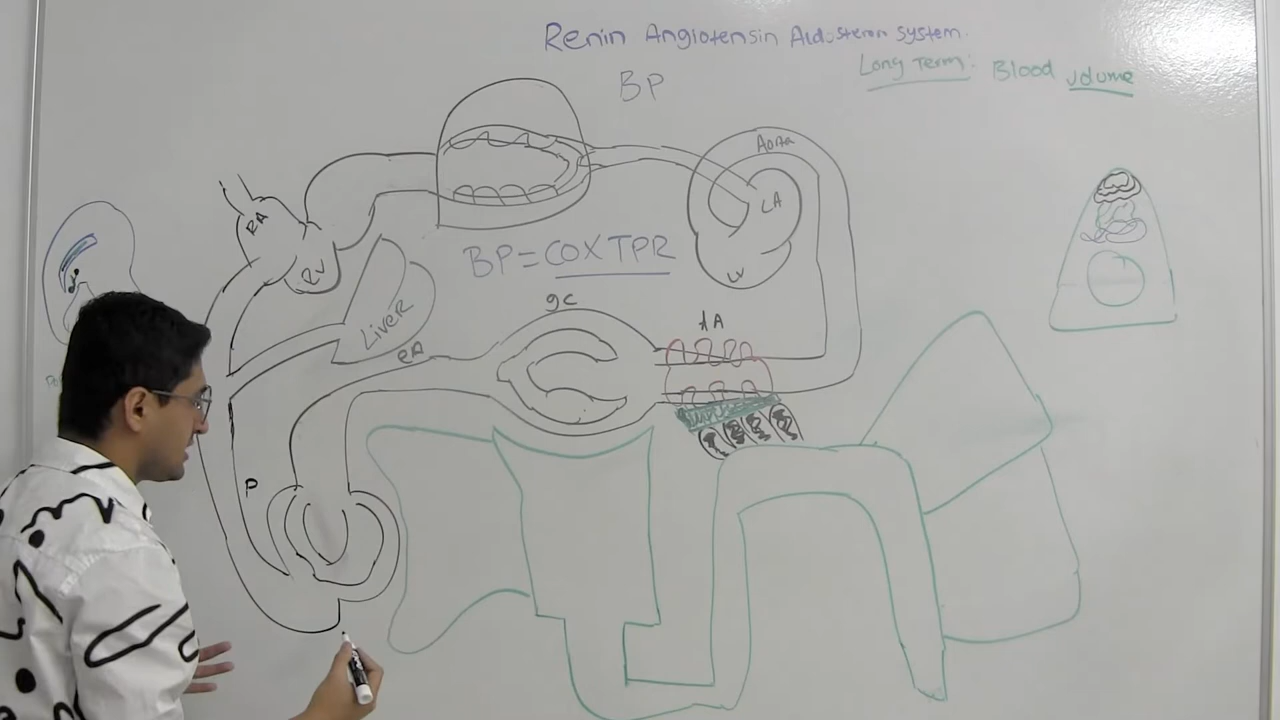 Renin Angiotensin Aldosteron system.
Long Term: Blood volume
BP
Aorta
RA
LA
RV
BP=COXTPR
LV
gc
Liver
AA
eA
P